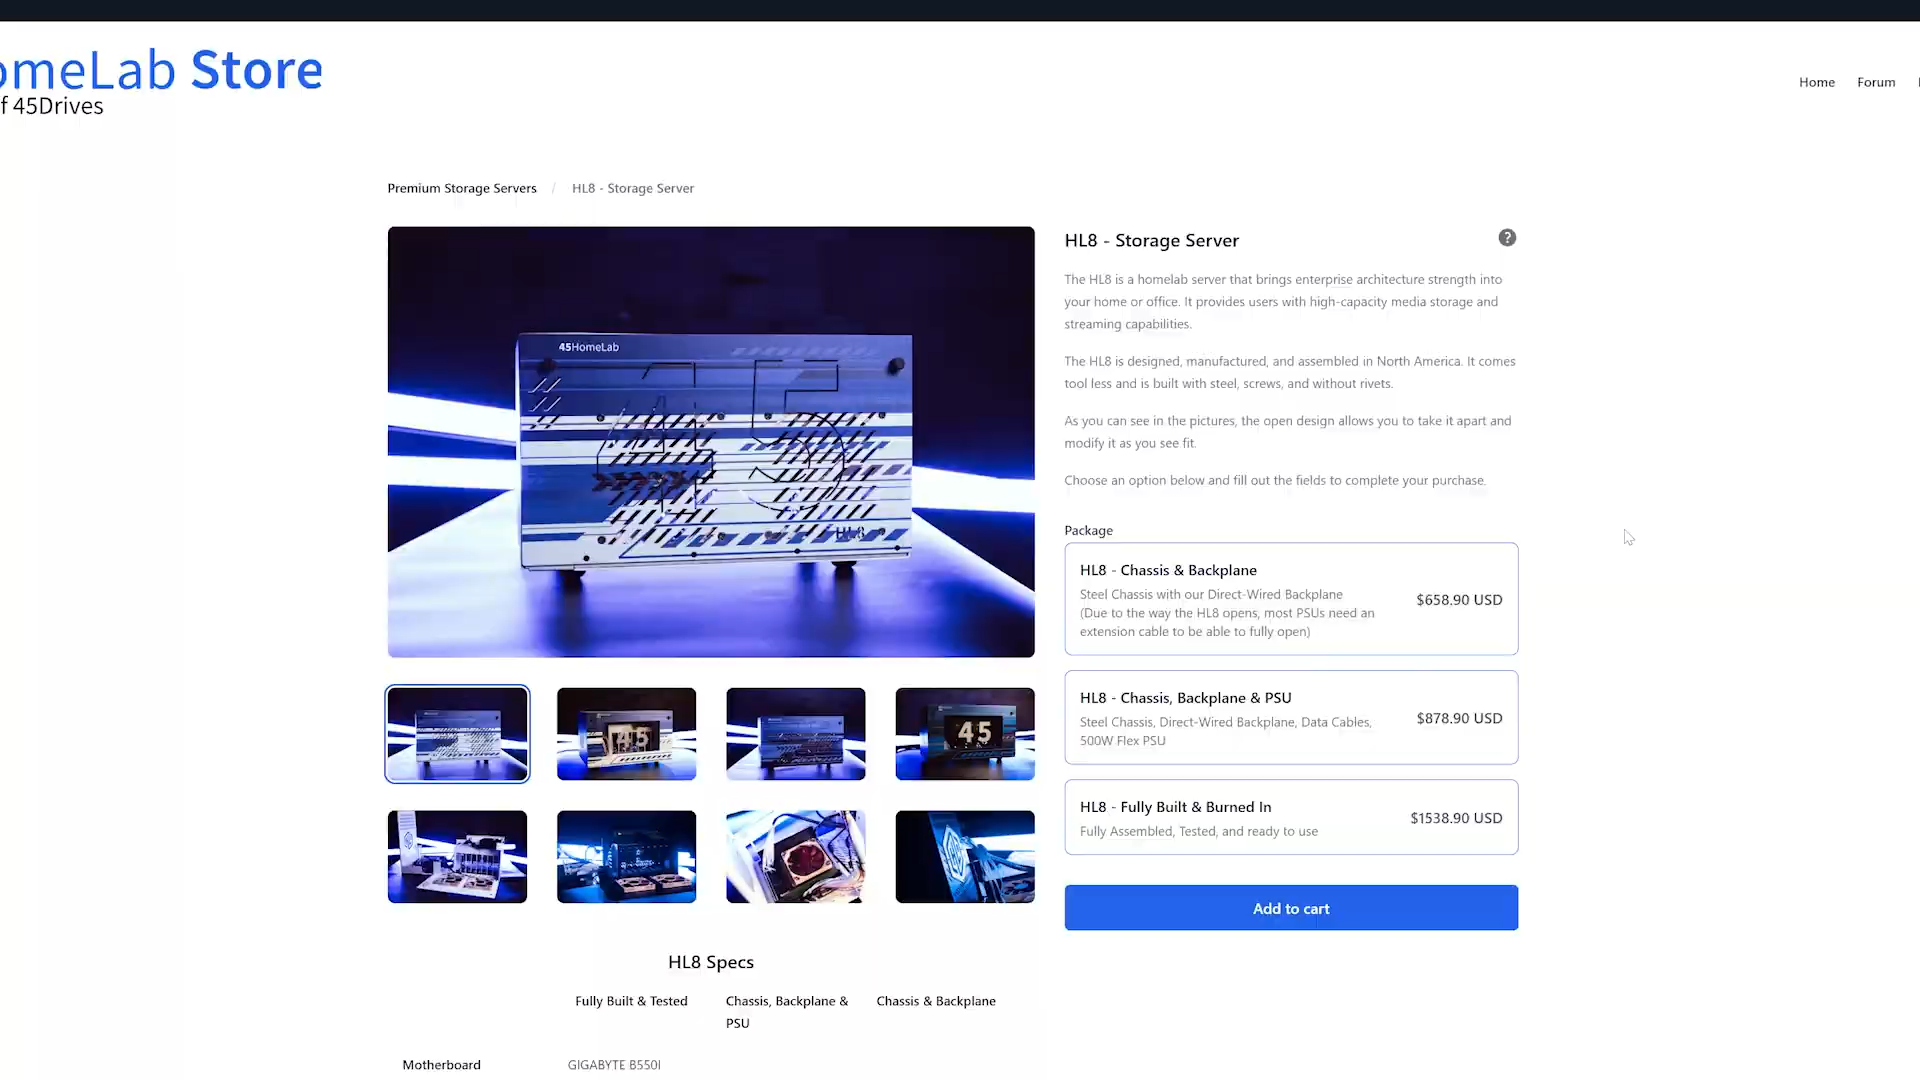 omeLab Store
f 45Drives
Home Forum
Premium Storage Servers / HL8 - Storage Server
45HomeLab
HL8
HL8 - Storage Server
?
The HL8 is a homelab server that brings enterprise architecture strength into
your home or office. It provides users with high-capacity media storage and
streaming capabilities.
The HL8 is designed, manufactured, and assembled in North America. It comes
tool less and is built with steel, screws, and without rivets.
As you can see in the pictures, the open design allows you to take it apart and
modify it as you see fit.
Choose an option below and fill out the fields to complete your purchase.
Package
HL8 - Chassis & Backplane
Steel Chassis with our Direct-Wired Backplane
(Due to the way the HL8 opens, most PSUs need an
extension cable to be able to fully open)
$658.90 USD
HL8 - Chassis, Backplane & PSU
Steel Chassis, Direct-Wired Backplane, Data Cables,
500W Flex PSU
$878.90 USD
HL8 - Fully Built & Burned In
Fully Assembled, Tested, and ready to use
$1538.90 USD
Add to cart
45
45
HL8 Specs
Fully Built & Tested
Chassis, Backplane &
PSU
Chassis & Backplane
Motherboard
GIGABYTE B550I